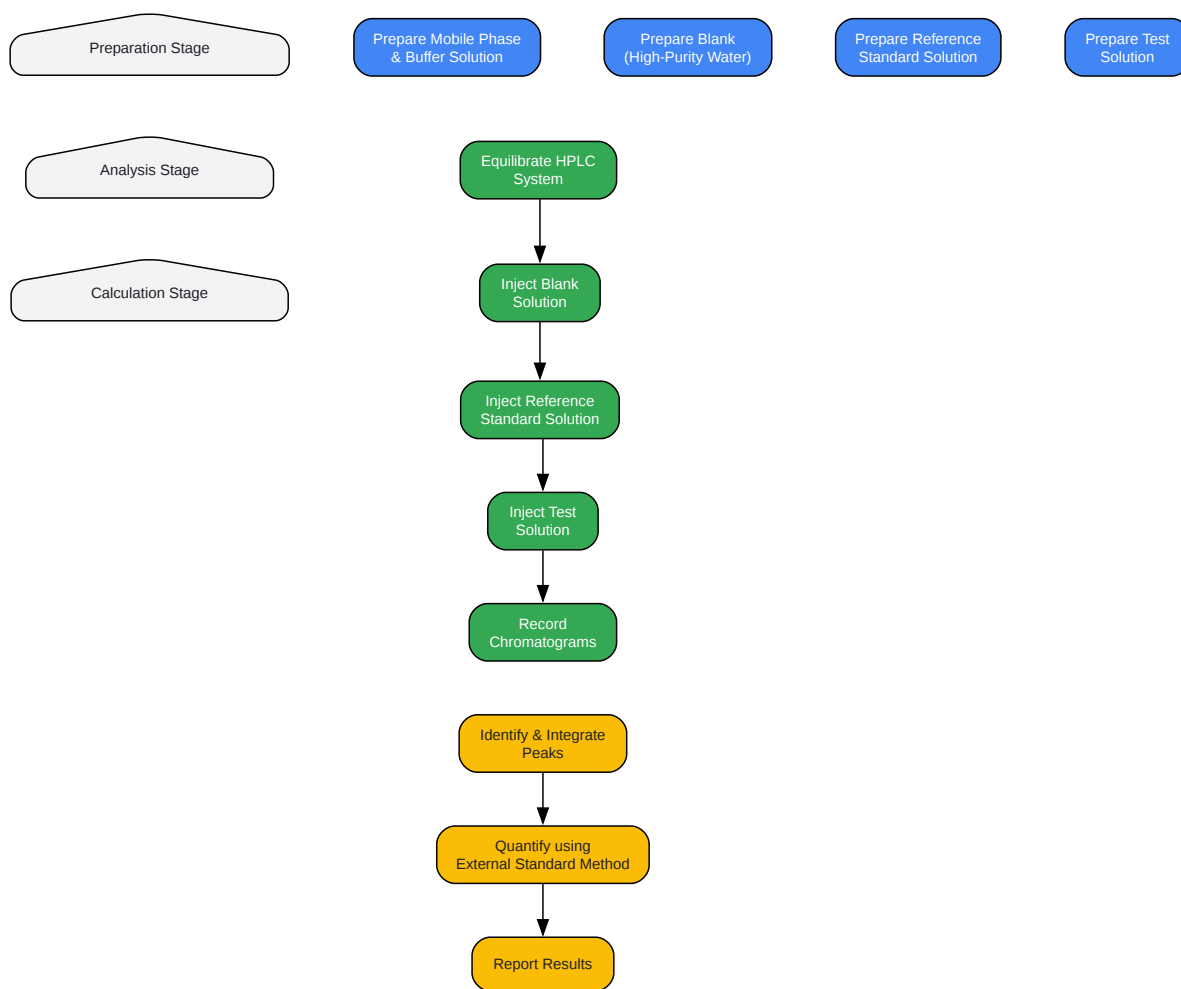 Preparation Stage
Prepare Mobile Phase
& Buffer Solution
Prepare Blank
(High-Purity Water)
Prepare Reference
Standard Solution
Prepare Test
Solution
Analysis Stage
Equilibrate HPLC
System
Calculation Stage
Inject Blank
Solution
Inject Reference
Standard Solution
Inject Test
Solution
Record
Chromatograms
Identify & Integrate
Peaks
Quantify using
External Standard Method
Report Results